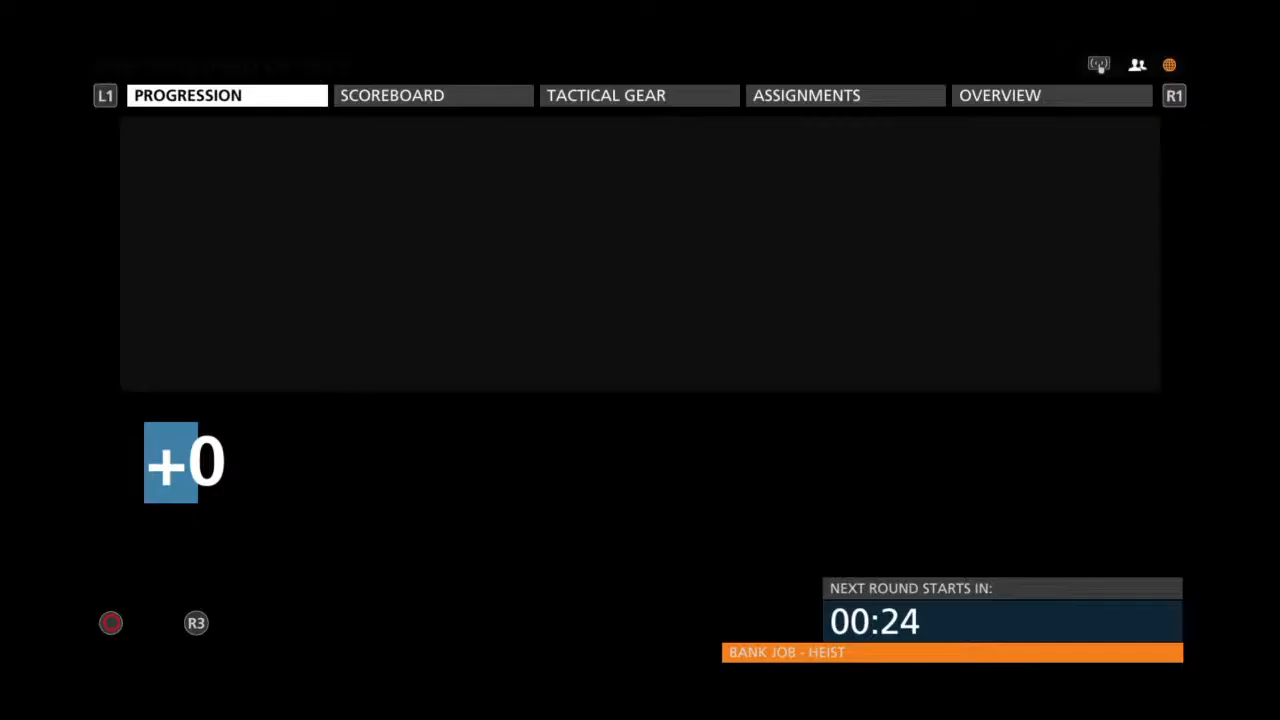 L1 PROGRESSION SCOREBOARD TACTICAL GEAR ASSIGNMENTS OVERVIEW R1
+0
NEXT ROUND STARTS IN:
R3 00:24
BANK JOB - HEIST